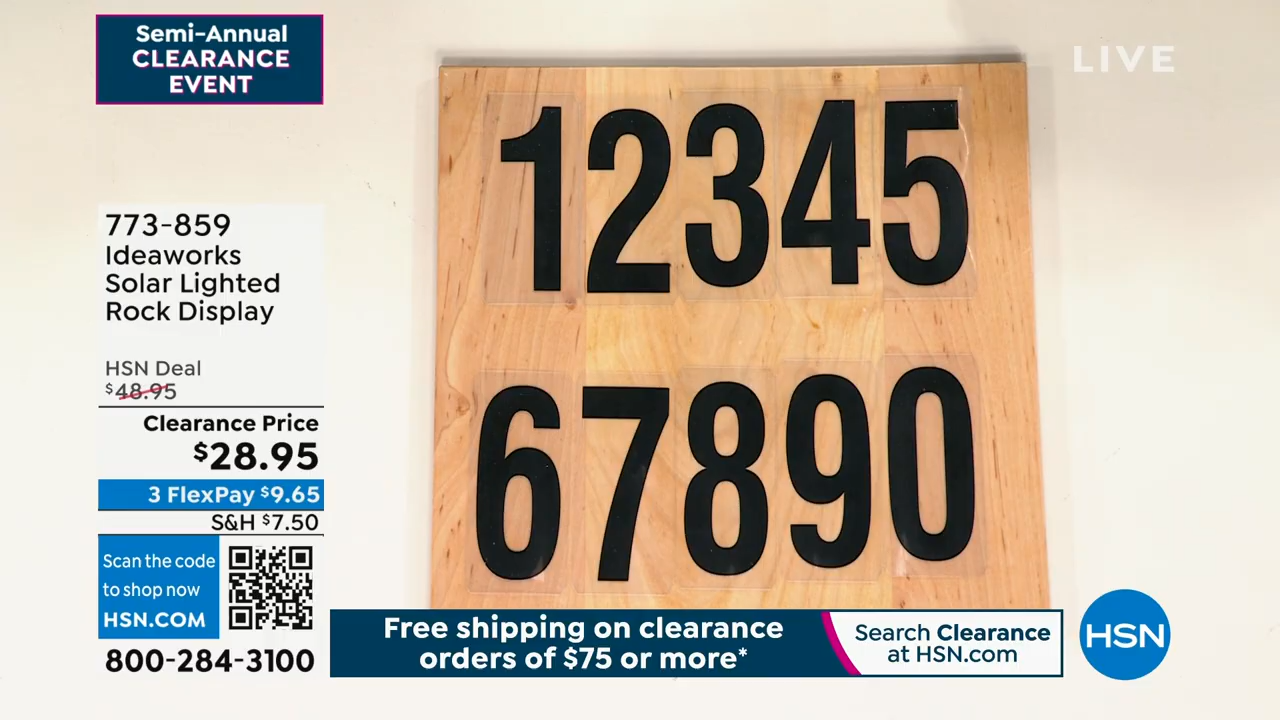 Semi-Annual
CLEARANCE
EVENT
LIVE
12345
67890
773-859
Ideaworks
Solar Lighted
Rock Display
HSN Deal
$48.95
Clearance Price
$28.95
3 FlexPay $9.65
S&H $7.50
Scan the code
to shop now
HSN.COM
800-284-3100
Free shipping on clearance
orders of $75 or more*
Search Clearance
at HSN.com
HSN